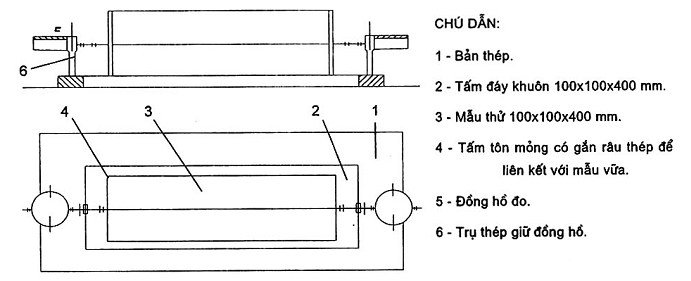 CHÚ DẪN:
1 - Bản thép.
2 - Tấm đáy khuôn 100x100x400 mm.
3 - Mẫu thử 100x100x400 mm.
4 - Tấm tôn mỏng có gắn râu thép để
liên kết với mẫu vữa.
5 - Đồng hồ đo.
6 - Trụ thép giữ đồng hồ.
6
4
3
2
1